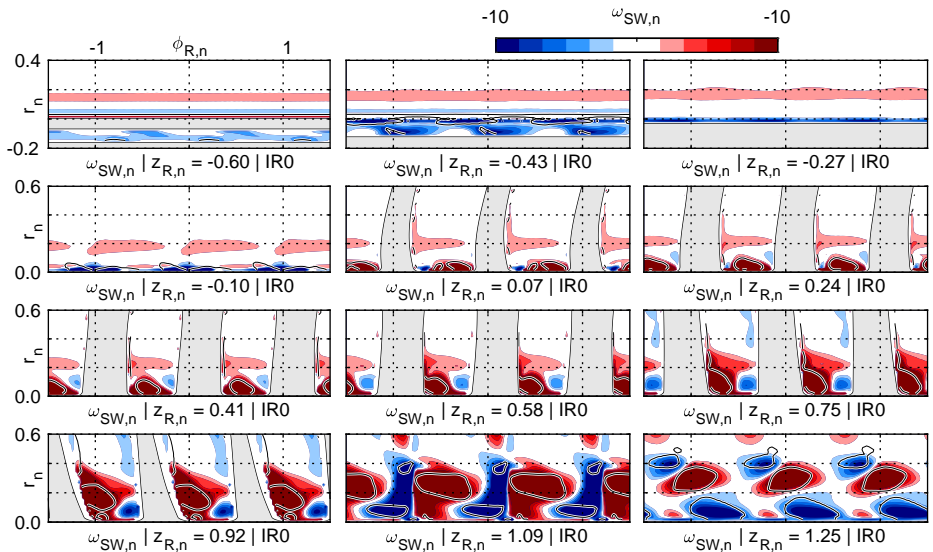 -10 ω_SW,n -10
-1 φ_R,n 1
0.4
r_n
-0.2
ω_SW,n | z_R,n = -0.60 | IR0
ω_SW,n | z_R,n = -0.43 | IR0
ω_SW,n | z_R,n = -0.27 | IR0
0.6
r_n
0.0
ω_SW,n | z_R,n = -0.10 | IR0
ω_SW,n | z_R,n = 0.07 | IR0
ω_SW,n | z_R,n = 0.24 | IR0
0.6
r_n
0.0
ω_SW,n | z_R,n = 0.41 | IR0
ω_SW,n | z_R,n = 0.58 | IR0
ω_SW,n | z_R,n = 0.75 | IR0
0.6
r_n
0.0
ω_SW,n | z_R,n = 0.92 | IR0
ω_SW,n | z_R,n = 1.09 | IR0
ω_SW,n | z_R,n = 1.25 | IR0